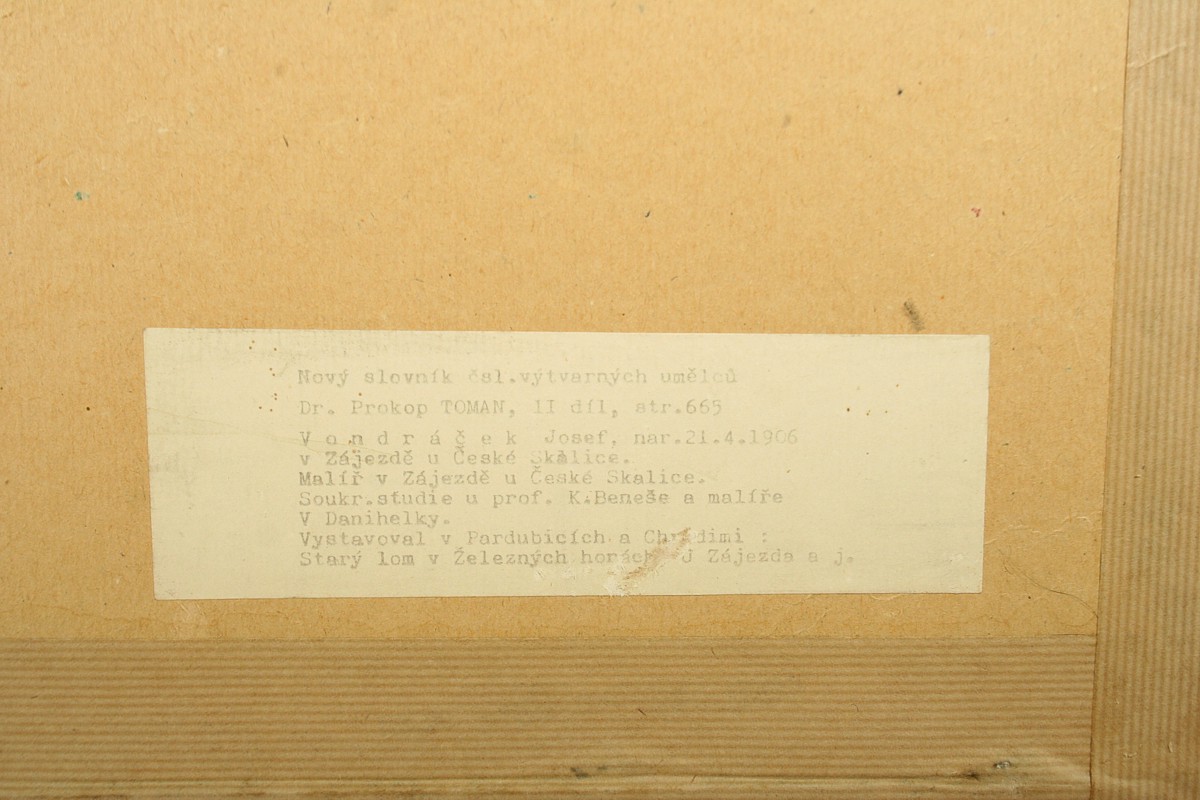 Nový slovník čsl.výtvarných umělců
Dr. Prokop TOMAN, II díl, str.665
V o n d r á č e k Josef, nar.21.4.1906
v Zájezdě u České Skalice.
Malíř v Zájezdě u České Skalice.
Soukr.studie u prof. K.Beneše a malíře
V Danihelky.
Vystavoval v Pardubicích a :
Starý lom v Železných horách J Zájezda a j.